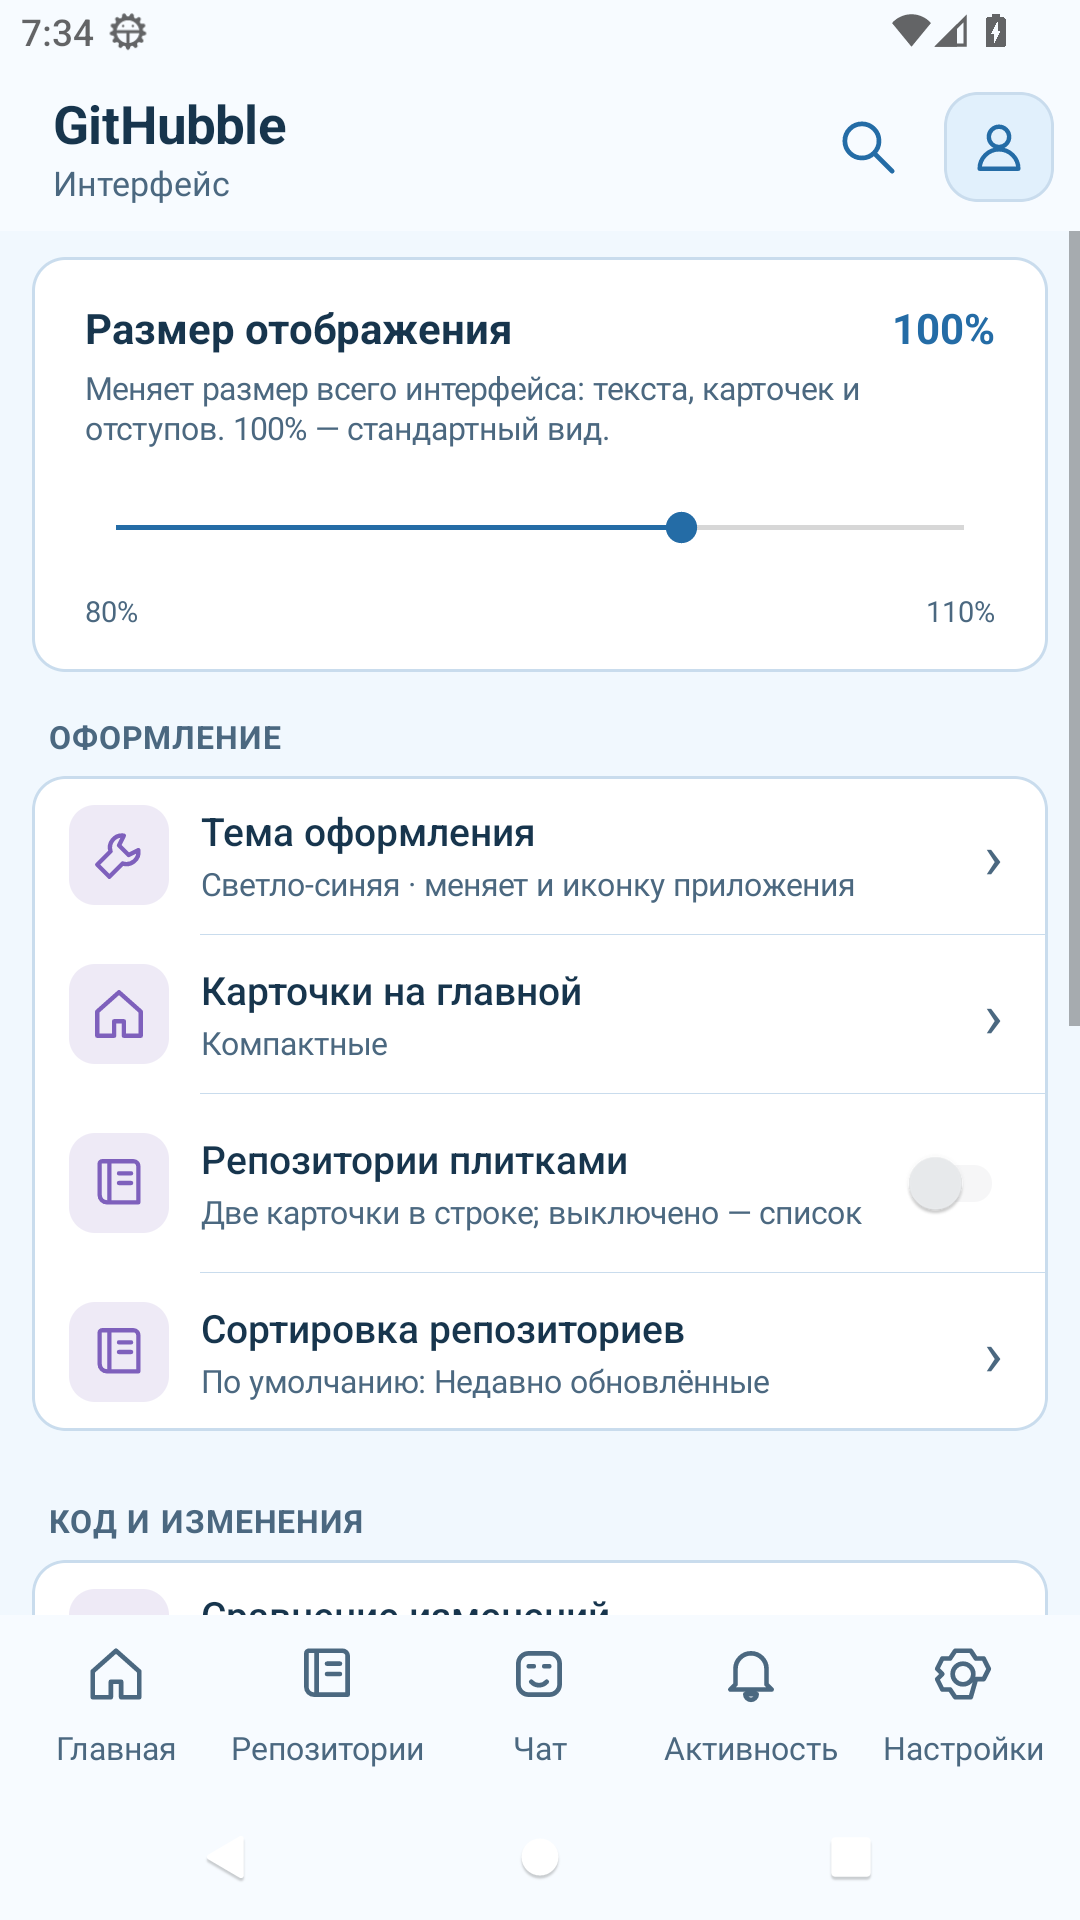 7:34
GitHubble
Интерфейс
Размер отображения
100%
Меняет размер всего интерфейса: текста, карточек и
отступов. 100% — стандартный вид.
80%
110%
ОФОРМЛЕНИЕ
Тема оформления
Светло-синяя · меняет и иконку приложения
Карточки на главной
Компактные
Репозитории плитками
Две карточки в строке; выключено — список
Сортировка репозиториев
По умолчанию: Недавно обновлённые
КОД И ИЗМЕНЕНИЯ
Сравнение изменений
Главная
Репозитории
Чат
Активность
Настройки